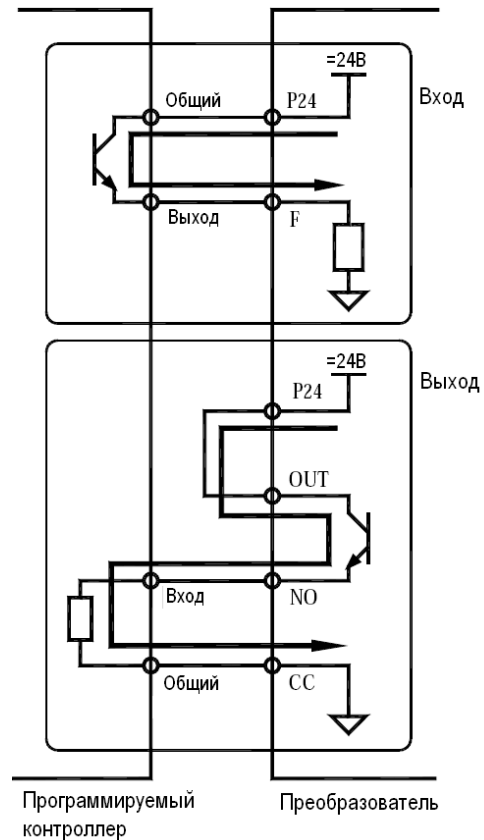 =24В
Общий
P24
Вход
Выход
F
=24В
P24
Выход
OUT
Вход
NO
Общий
CC
Программируемый
контроллер
Преобразователь